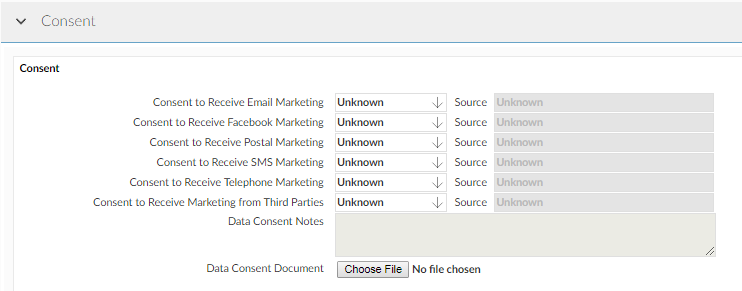 Consent
Consent
Consent to Receive Email Marketing Unknown Source Unknown
Consent to Receive Facebook Marketing Unknown Source Unknown
Consent to Receive Postal Marketing Unknown Source Unknown
Consent to Receive SMS Marketing Unknown Source Unknown
Consent to Receive Telephone Marketing Unknown Source Unknown
Consent to Receive Marketing from Third Parties Unknown Source Unknown
Data Consent Notes
Data Consent Document Choose File No file chosen